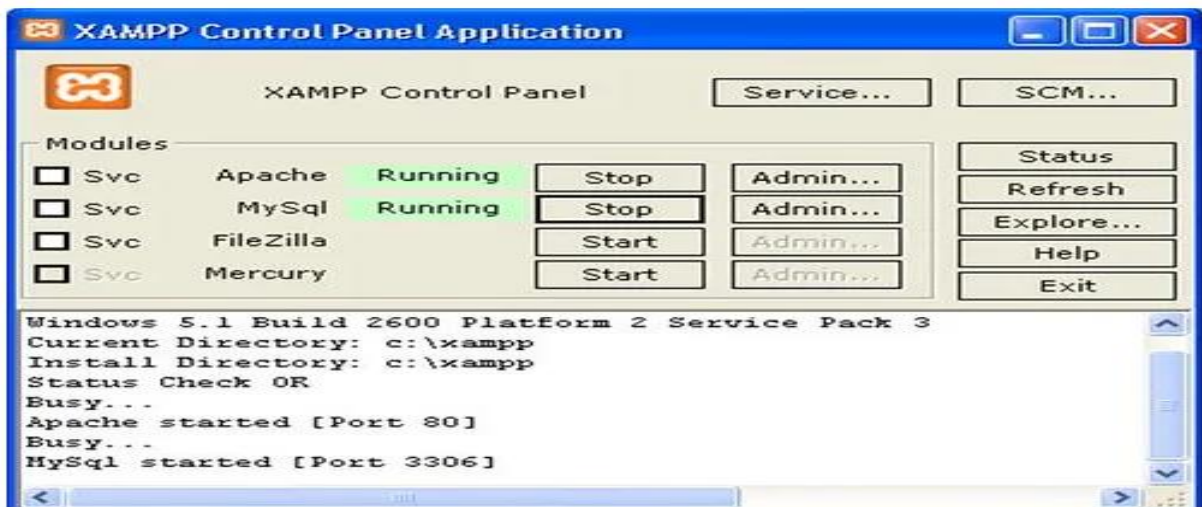 XAMPP Control Panel Application
XAMPP Control Panel Service... SCM...
Modules
Svc Apache Running Stop Admin...
Svc MySql Running Stop Admin...
Svc FileZilla Start Admin...
Svc Mercury Start Admin...
Status
Refresh
Explore...
Help
Exit
Windows 5.1 Build 2600 Platform 2 Service Pack 3
Current Directory: c:\xampp
Install Directory: c:\xampp
Status Check OR
Busy...
Apache started [Port 80]
Busy...
MySql started [Port 3306]